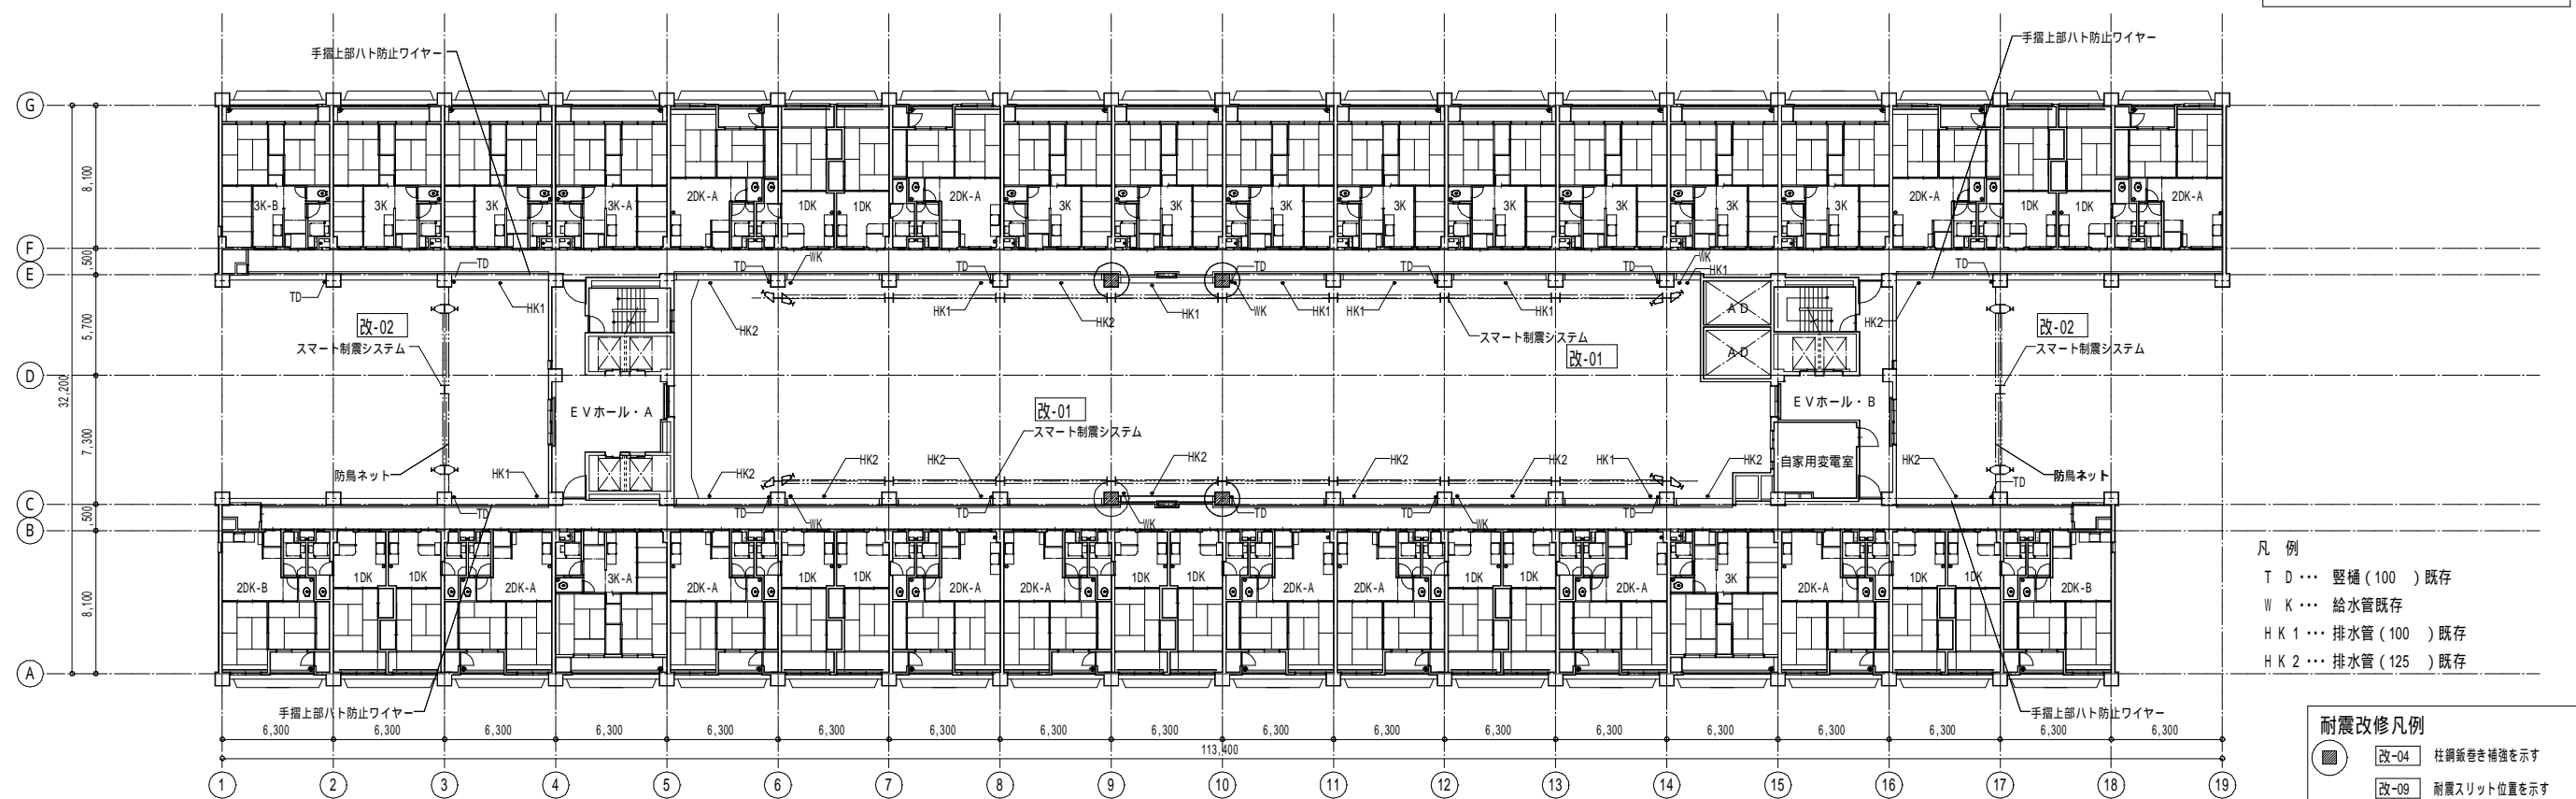 手摺上部ハト防止ワイヤー
手摺上部ハト防止ワイヤー
G
8,100
3K-B 3K 3K 3K-A 2DK-A 1DK 1DK 2DK-A 3K 3K 3K 3K 3K 3K 3K 3K 2DK-A 1DK 1DK 2DK-A
F
,500
E
TD TD WK TD TD TD TD WK TD
TD HK1 HK2 HK1 HK2 HK1 WK HK1 HK1 HK1 HK1 HK2
5,700
改-02
スマート制震システム
スマート制震システム
改-01
AD
AD
改-02
スマート制震システム
D
32,200
EVホール・A
改-01
スマート制震システム
EVホール・B
7,300
防鳥ネット
HK1 HK2 HK2 HK2 HK2 HK2 HK2 HK1 HK2
自家用変電室
HK2
防鳥ネット
C
TD TD WK TD WK TD TD WK TD TD
,500
B
2DK-B 1DK 1DK 2DK-A 3K-A 2DK-A 1DK 1DK 2DK-A 2DK-A 1DK 1DK 2DK-A 2DK-A 1DK 1DK 2DK-A 3K 2DK-A 1DK 1DK 2DK-B
8,100
A
手摺上部ハト防止ワイヤー
手摺上部ハト防止ワイヤー
6,300 6,300 6,300 6,300 6,300 6,300 6,300 6,300 6,300 6,300 6,300 6,300 6,300 6,300 6,300 6,300 6,300 6,300
113,400
1 2 3 4 5 6 7 8 9 10 11 12 13 14 15 16 17 18 19
凡 例
T D ・・・ 竪樋 ( 100 ) 既存
W K ・・・ 給水管既存
H K 1 ・・・ 排水管 ( 100 ) 既存
H K 2 ・・・ 排水管 ( 125 ) 既存
耐震改修凡例
改-04 柱鋼鈑巻き補強を示す
改-09 耐震スリット位置を示す